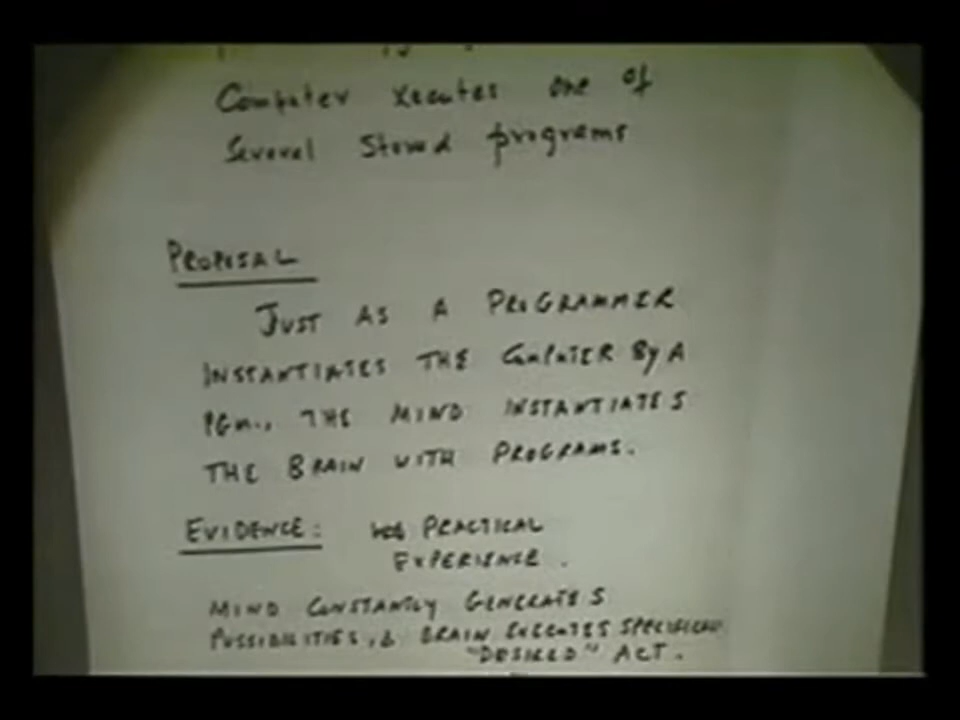 Computer xecutes one of
Several Stored programs
PROPOSAL
JUST AS A PROGRAMMER
INSTANTIATES THE COMPUTER BY A
PGM., THE MIND INSTANTIATES
THE BRAIN WITH PROGRAMS.
EVIDENCE: PRACTICAL
EXPERIENCE.
MIND CONSTANTLY GENERATES
POSSIBILITIES, & BRAIN EXECUTES
"DESIRED" ACT.